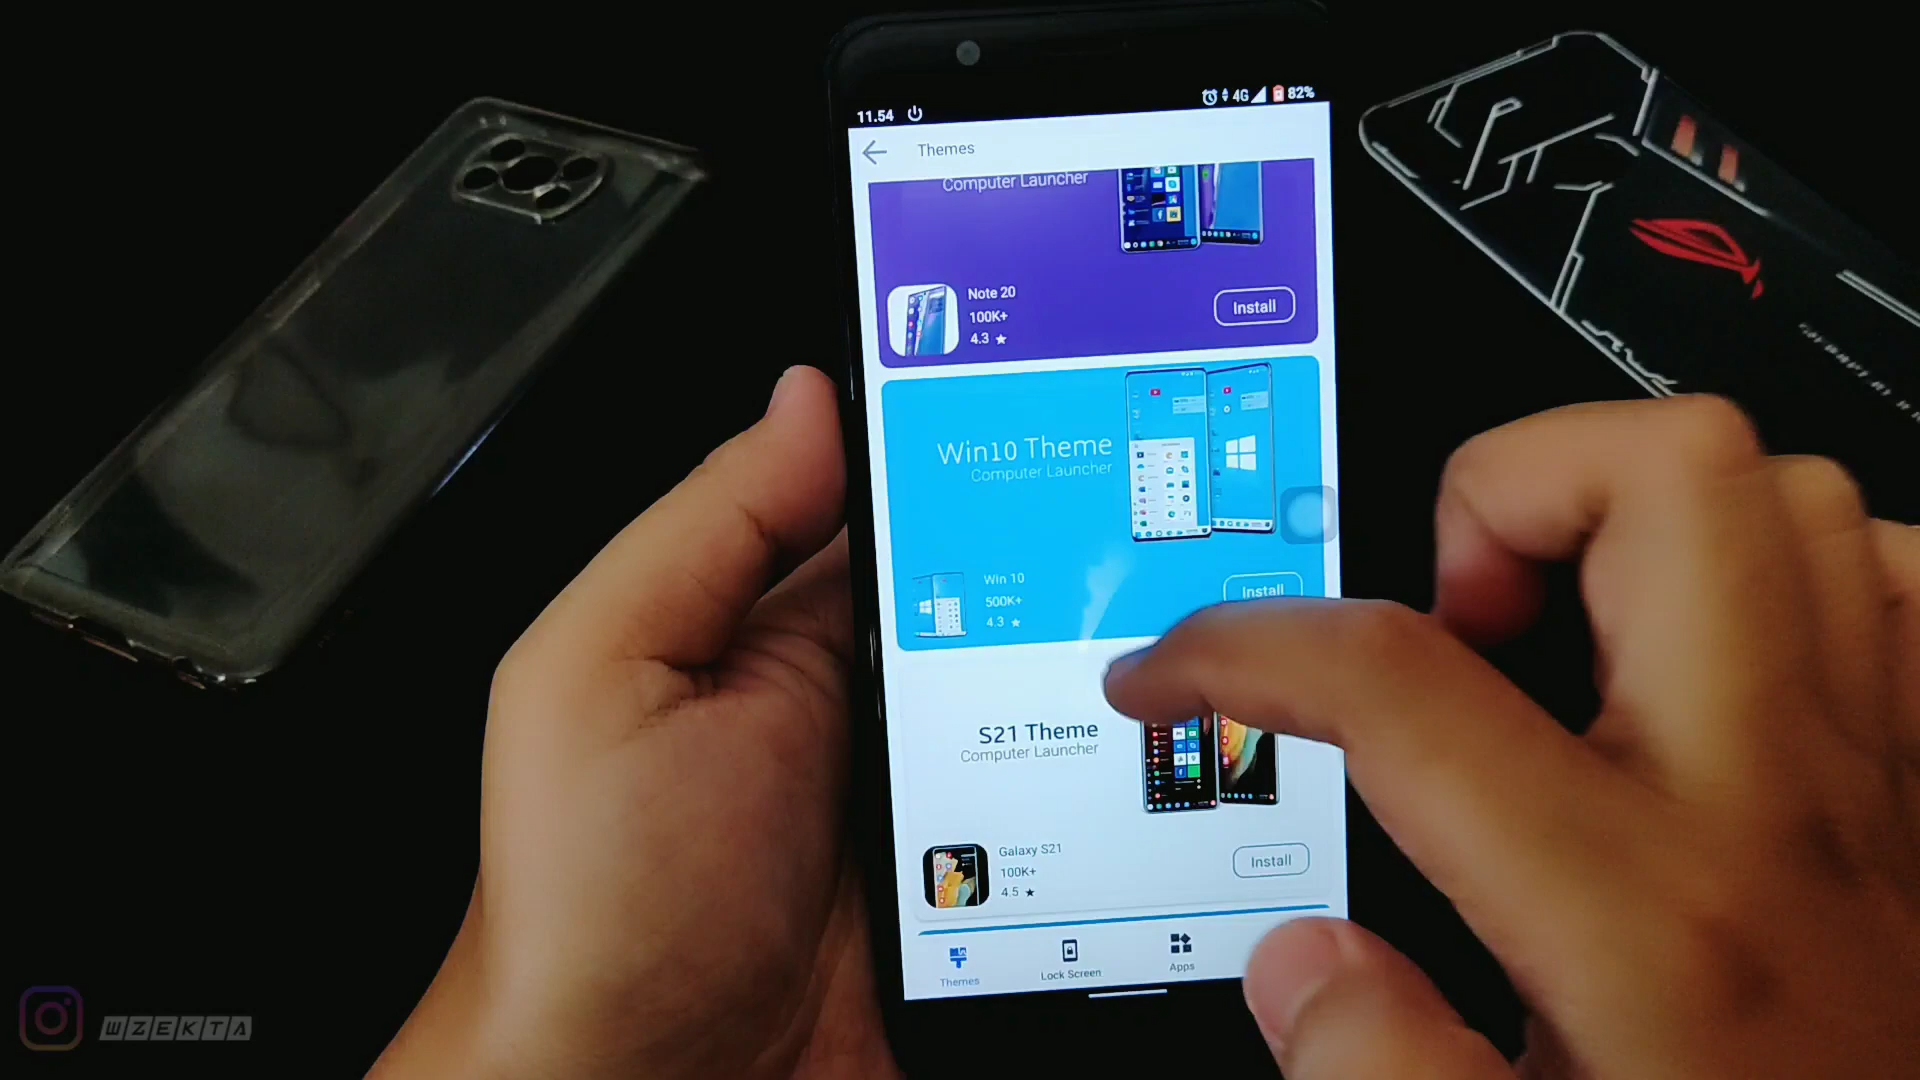 11.54
4G 82%
Themes
Computer Launcher
Note 20
100K+
4.3 ★
Install
Win10 Theme
Computer Launcher
Win 10
500K+
4.3 ★
Install
S21 Theme
Computer Launcher
Galaxy S21
100K+
4.5 ★
Install
Themes
Lock Screen
Apps
WZEKTA